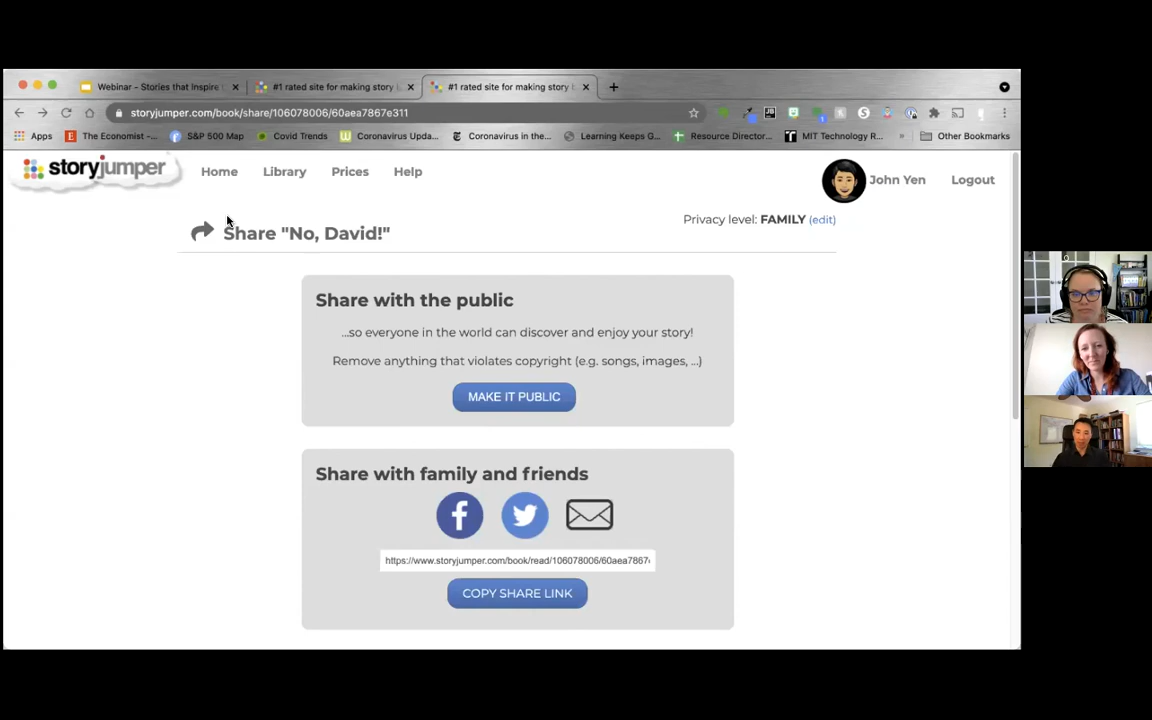 Webinar - Stories that Inspire
#1 rated site for making story
#1 rated site for making story
storyjumper.com/book/share/106078006/60aea7867e311
Apps
The Economist -...
S&P 500 Map
Covid Trends
Coronavirus Upda...
Coronavirus in the...
Learning Keeps G...
Resource Director...
MIT Technology R...
Other Bookmarks
storyjumper
Home
Library
Prices
Help
John Yen
Logout
Privacy level: FAMILY (edit)
Share "No, David!"
Share with the public
...so everyone in the world can discover and enjoy your story!
Remove anything that violates copyright (e.g. songs, images, ...)
MAKE IT PUBLIC
Share with family and friends
https://www.storyjumper.com/book/read/106078006/60aea7867
COPY SHARE LINK